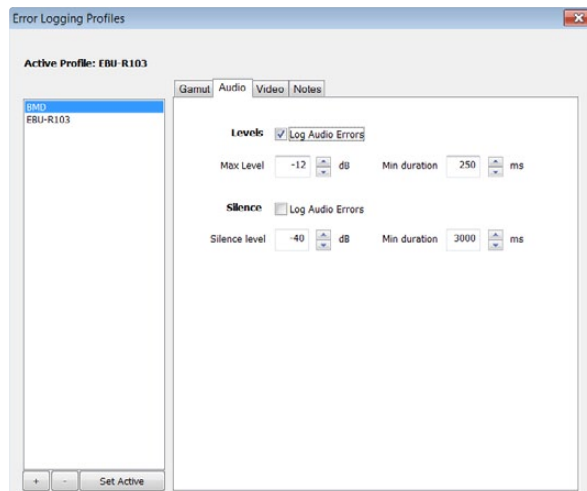 Error Logging Profiles
Active Profile: EBU-R103
Gamut Audio Video Notes
BMD
EBU-R103
Levels Log Audio Errors
Max Level -12 dB Min duration 250 ms
Silence Log Audio Errors
Silence level -40 dB Min duration 3000 ms
+ - Set Active